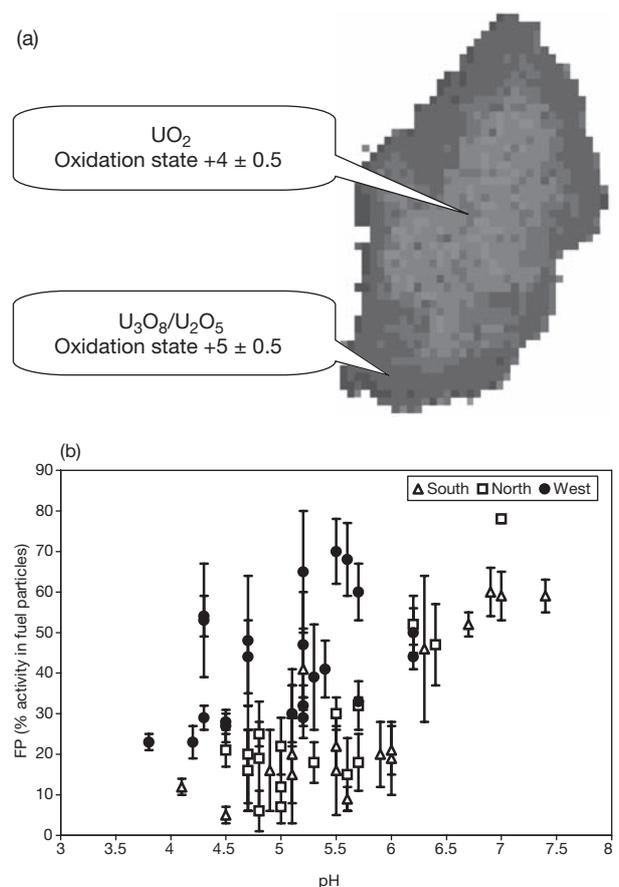 (a)
UO2
Oxidation state +4 ± 0.5
U3O8/U2O5
Oxidation state +5 ± 0.5
(b)
90
80
70
60
50
40
30
20
10
0
FP (% activity in fuel particles)
South North West
3 3.5 4 4.5 5 5.5 6 6.5 7 7.5 8
pH